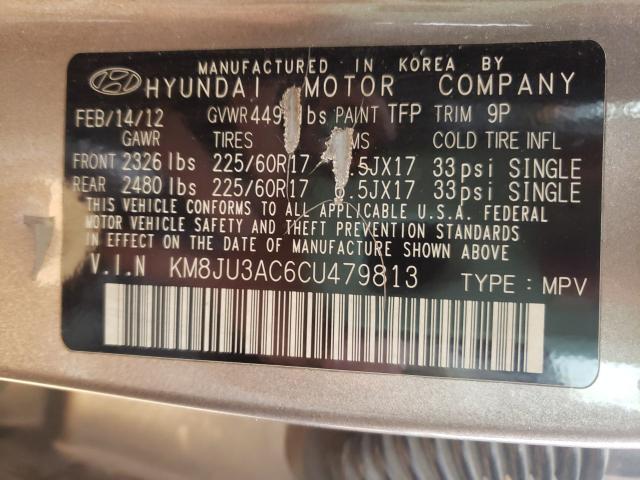 MANUFACTURED IN KOREA BY
HYUNDAI MOTOR COMPANY
FEB/14/12 GVWR 449 lbs PAINT TFP TRIM 9P
GAWR TIRES COLD TIRE INFL
FRONT 2326 lbs 225/60R17 .5JX17 33psi SINGLE
REAR 2480 lbs 225/60R17 .5JX17 33psi SINGLE
THIS VEHICLE CONFORMS TO ALL APPLICABLE U.S.A. FEDERAL
MOTOR VEHICLE SAFETY AND THEFT PREVENTION STANDARDS
IN EFFECT ON THE DATE OF MANUFACTURE SHOWN ABOVE.
V.I.N KM8JU3AC6CU479813 TYPE : MPV